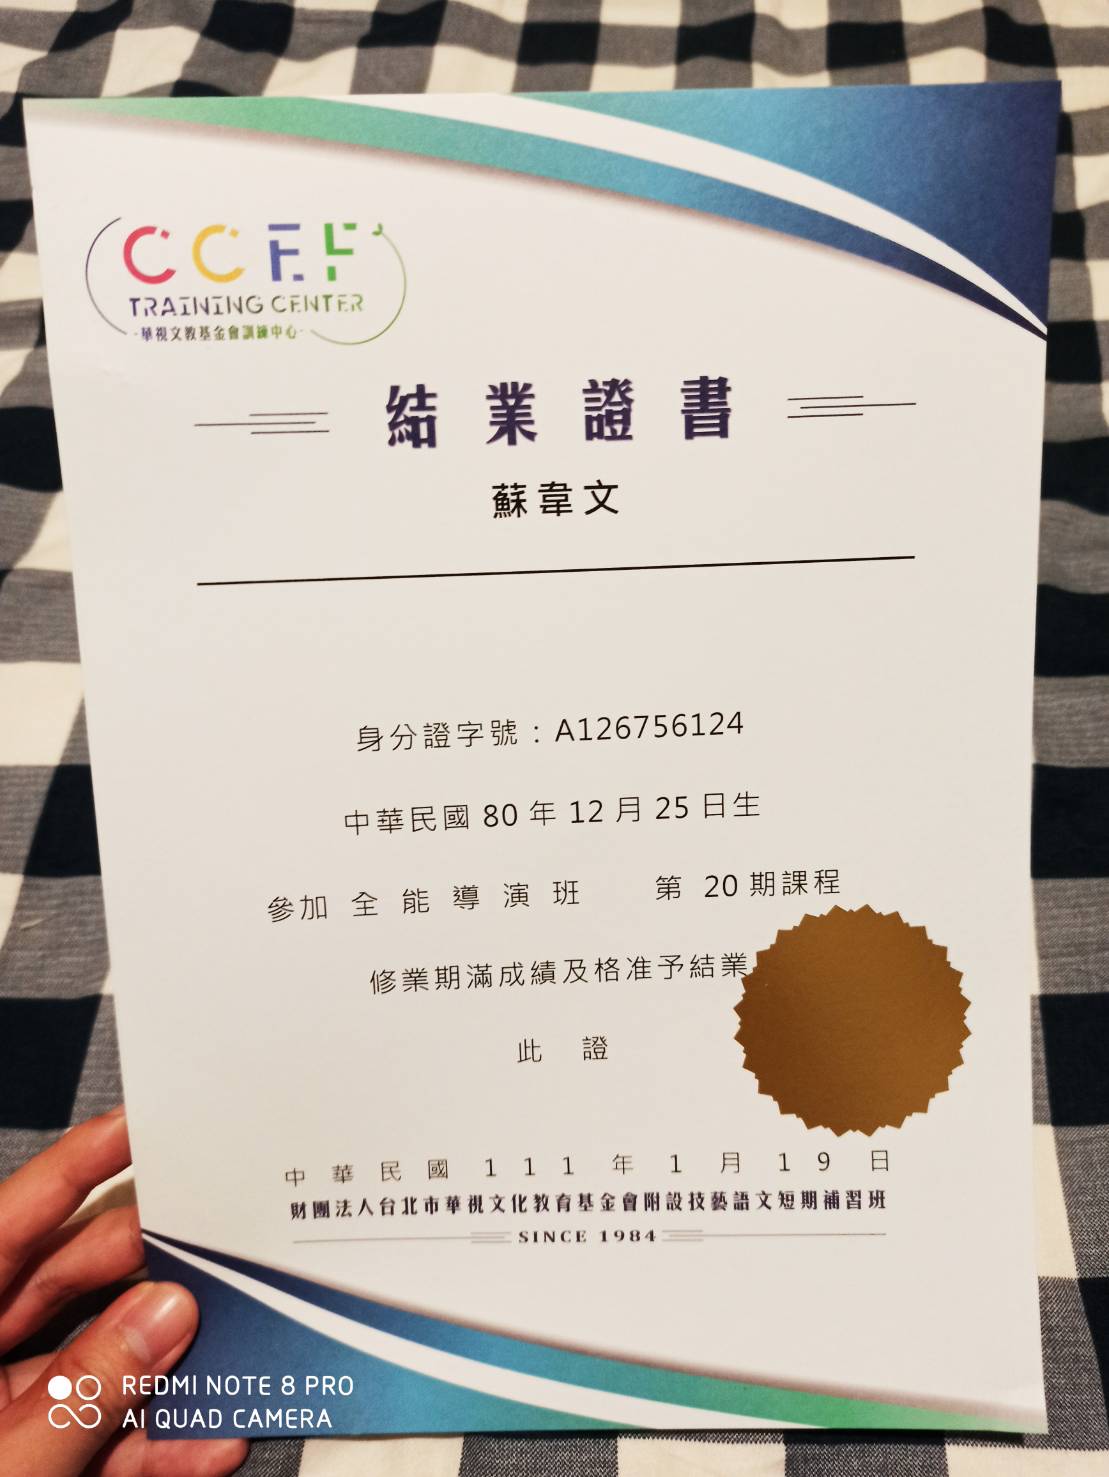 CCEF
TRAINING CENTER
·華視文教基金會訓鍊中心·
結業證書
蘇韋文
身分證字號：A126756124
中華民國 80 年 12 月 25 日生
參加 全 能 導 演 班 第 20 期課程
修業期滿成績及格准予結業
此 證
中 華 民 國 1 1 1 年 1 月 1 9 日
財團法人台北市華視文化教育基金會附設技藝語文短期補習班
SINCE 1984
REDMI NOTE 8 PRO
AI QUAD CAMERA